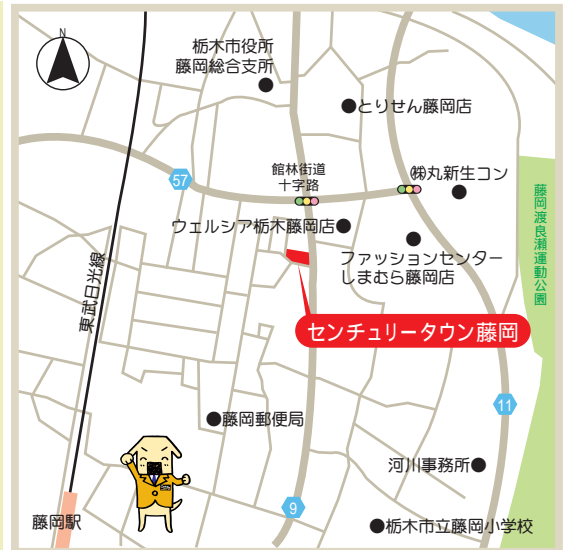 N
栃木市役所
藤岡総合支所
とりせん藤岡店
57
館林街道
十字路
㈱丸新生コン
ウェルシア栃木藤岡店
ファッションセンター
しまむら藤岡店
藤岡渡良瀬運動公園
東武日光線
センチュリータウン藤岡
11
藤岡郵便局
河川事務所
9
藤岡駅
栃木市立藤岡小学校